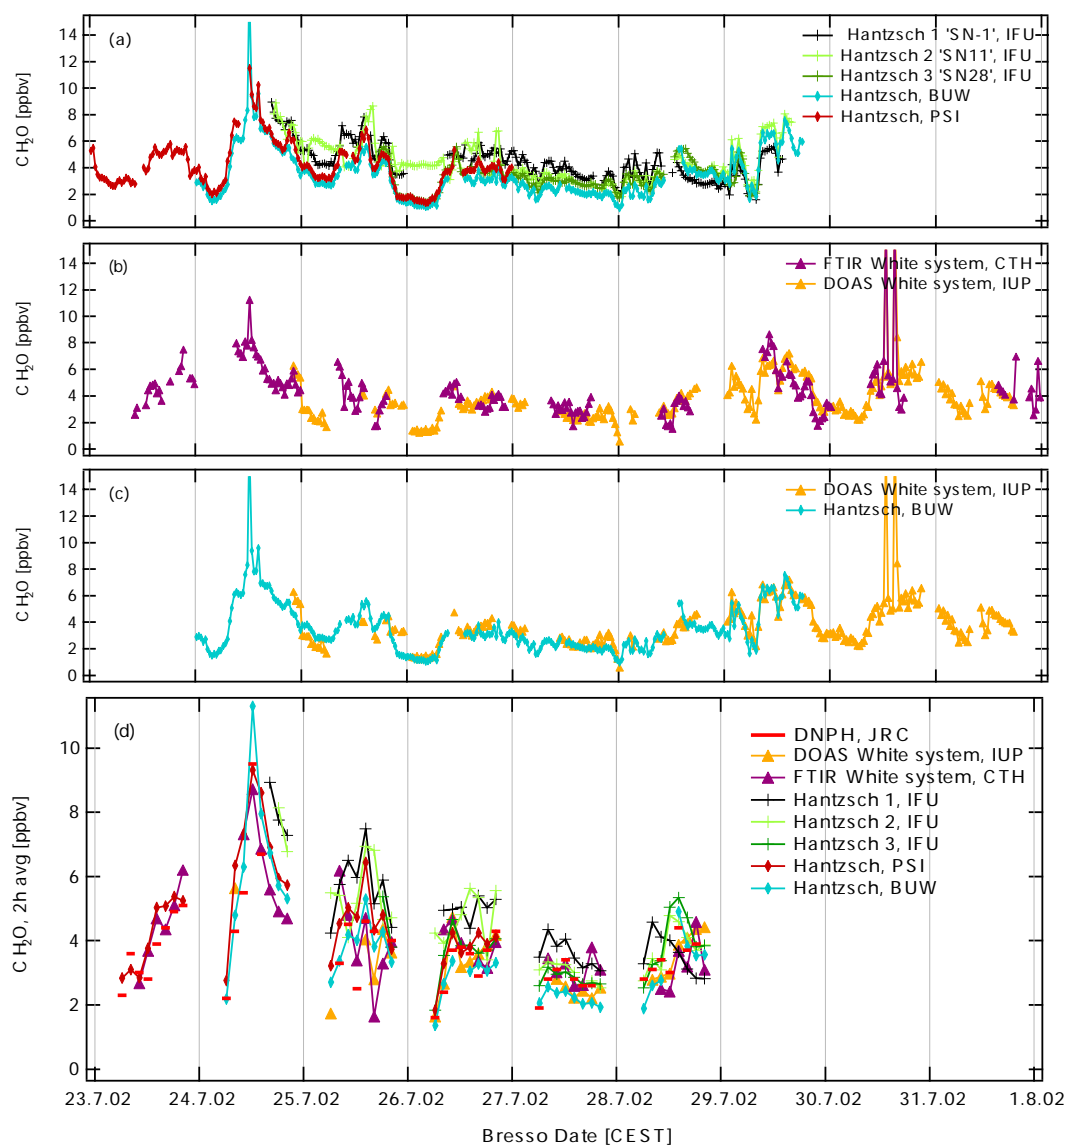 (a)
Hantzsch 1 'SN-1', IFU
Hantzsch 2 'SN11', IFU
Hantzsch 3 'SN28', IFU
Hantzsch, BUW
Hantzsch, PSI
CH2O [ppbv]
14
12
10
8
6
4
2
0
(b)
FTIR White system, CTH
DOAS White system, IUP
CH2O [ppbv]
14
12
10
8
6
4
2
0
(c)
DOAS White system, IUP
Hantzsch, BUW
CH2O [ppbv]
14
12
10
8
6
4
2
0
(d)
DNPH, JRC
DOAS White system, IUP
FTIR White system, CTH
Hantzsch 1, IFU
Hantzsch 2, IFU
Hantzsch 3, IFU
Hantzsch, PSI
Hantzsch, BUW
CH2O, 2h avg [ppbv]
10
8
6
4
2
0
23.7.02 24.7.02 25.7.02 26.7.02 27.7.02 28.7.02 29.7.02 30.7.02 31.7.02 1.8.02
Bresso Date [CEST]